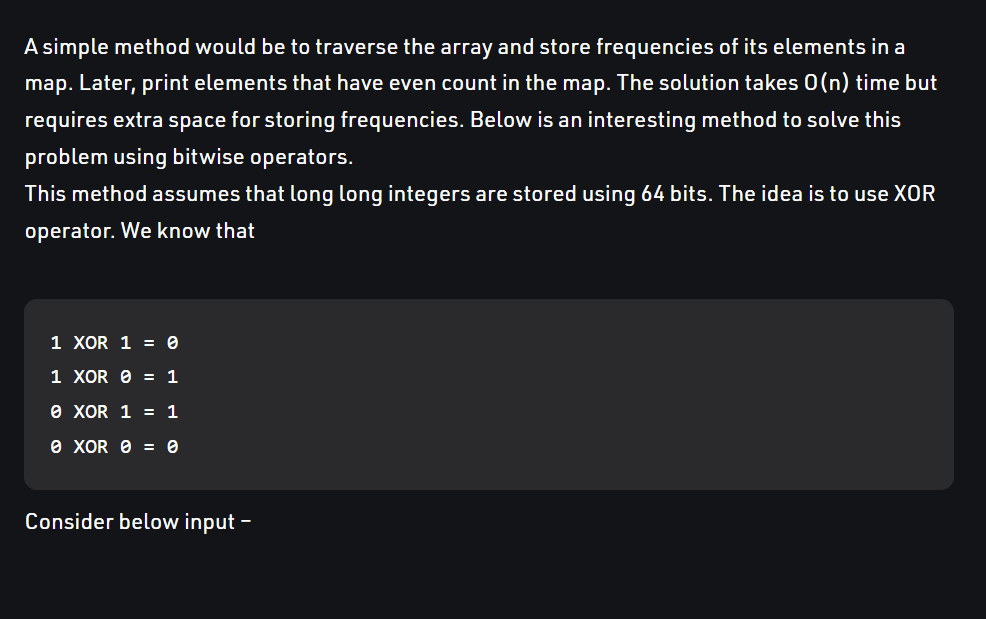 A simple method would be to traverse the array and store frequencies of its elements in a
map. Later, print elements that have even count in the map. The solution takes O(n) time but
requires extra space for storing frequencies. Below is an interesting method to solve this
problem using bitwise operators.
This method assumes that long long integers are stored using 64 bits. The idea is to use XOR
operator. We know that
1 XOR 1 = 0
1 XOR 0 = 1
0 XOR 1 = 1
0 XOR 0 = 0
Consider below input –